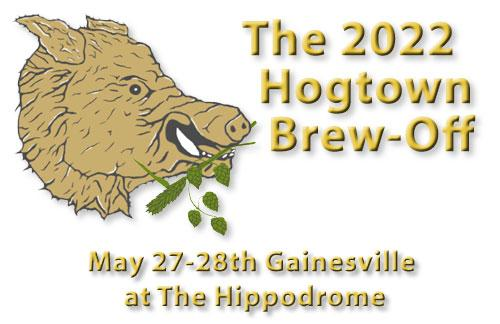 The 2022
Hogtown
Brew-Off
May 27-28th Gainesville
at The Hippodrome